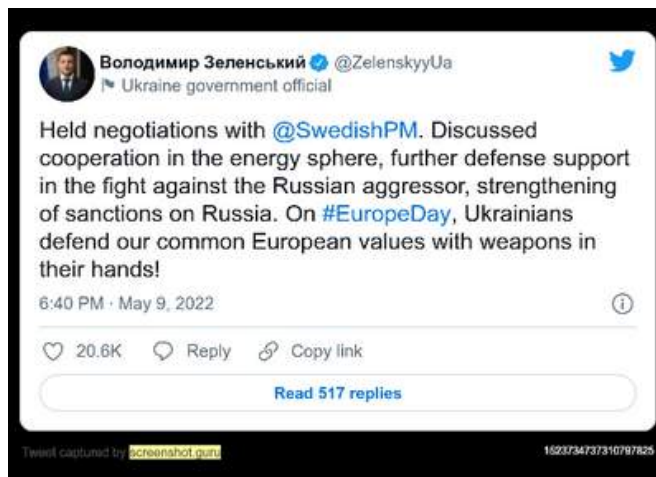 Володимир Зеленський @ZelenskyyUa
Ukraine government official
Held negotiations with @SwedishPM. Discussed
cooperation in the energy sphere, further defense support
in the fight against the Russian aggressor, strengthening
of sanctions on Russia. On #EuropeDay, Ukrainians
defend our common European values with weapons in
their hands!
6:40 PM · May 9, 2022
20.6K Reply Copy link
Read 517 replies
Tweet captured by screenshot.guru 1523734737310797825